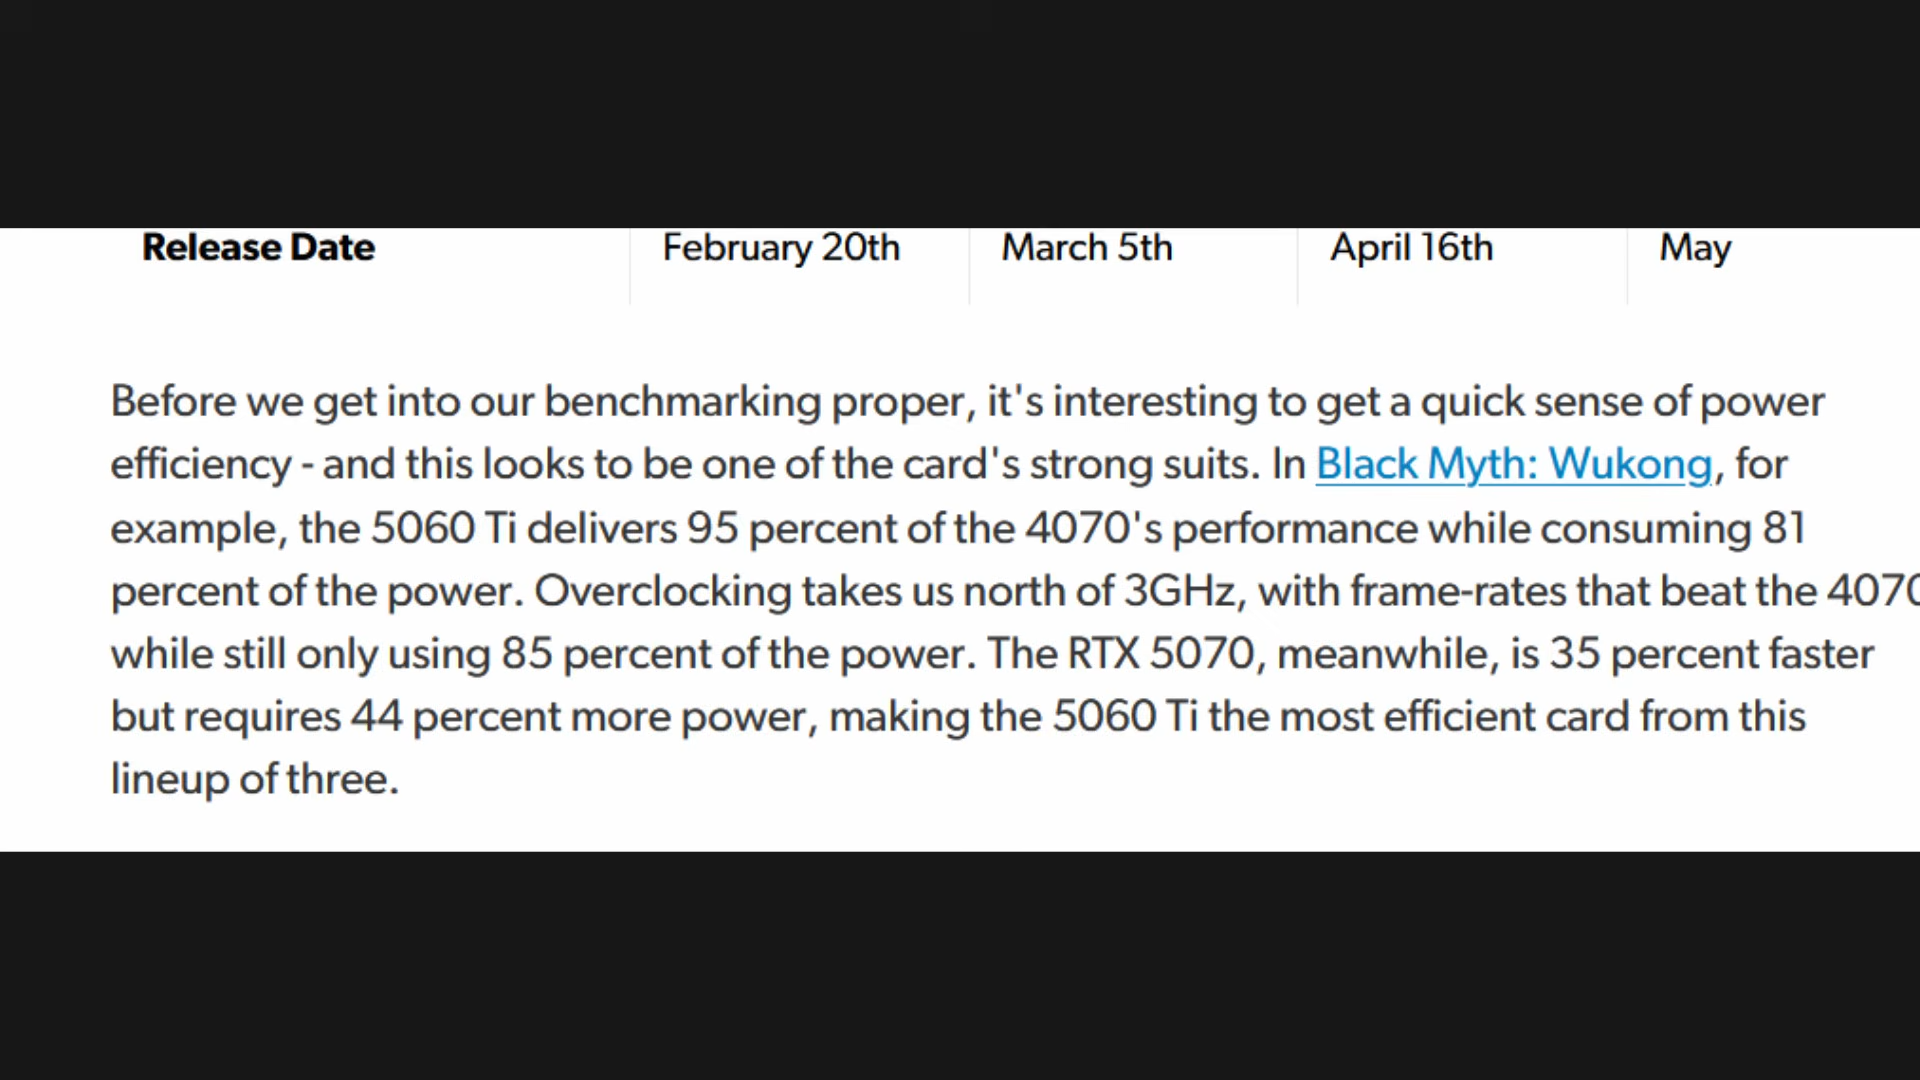 Release Date February 20th March 5th April 16th May
Before we get into our benchmarking proper, it's interesting to get a quick sense of power
efficiency - and this looks to be one of the card's strong suits. In Black Myth: Wukong, for
example, the 5060 Ti delivers 95 percent of the 4070's performance while consuming 81
percent of the power. Overclocking takes us north of 3GHz, with frame-rates that beat the 4070
while still only using 85 percent of the power. The RTX 5070, meanwhile, is 35 percent faster
but requires 44 percent more power, making the 5060 Ti the most efficient card from this
lineup of three.